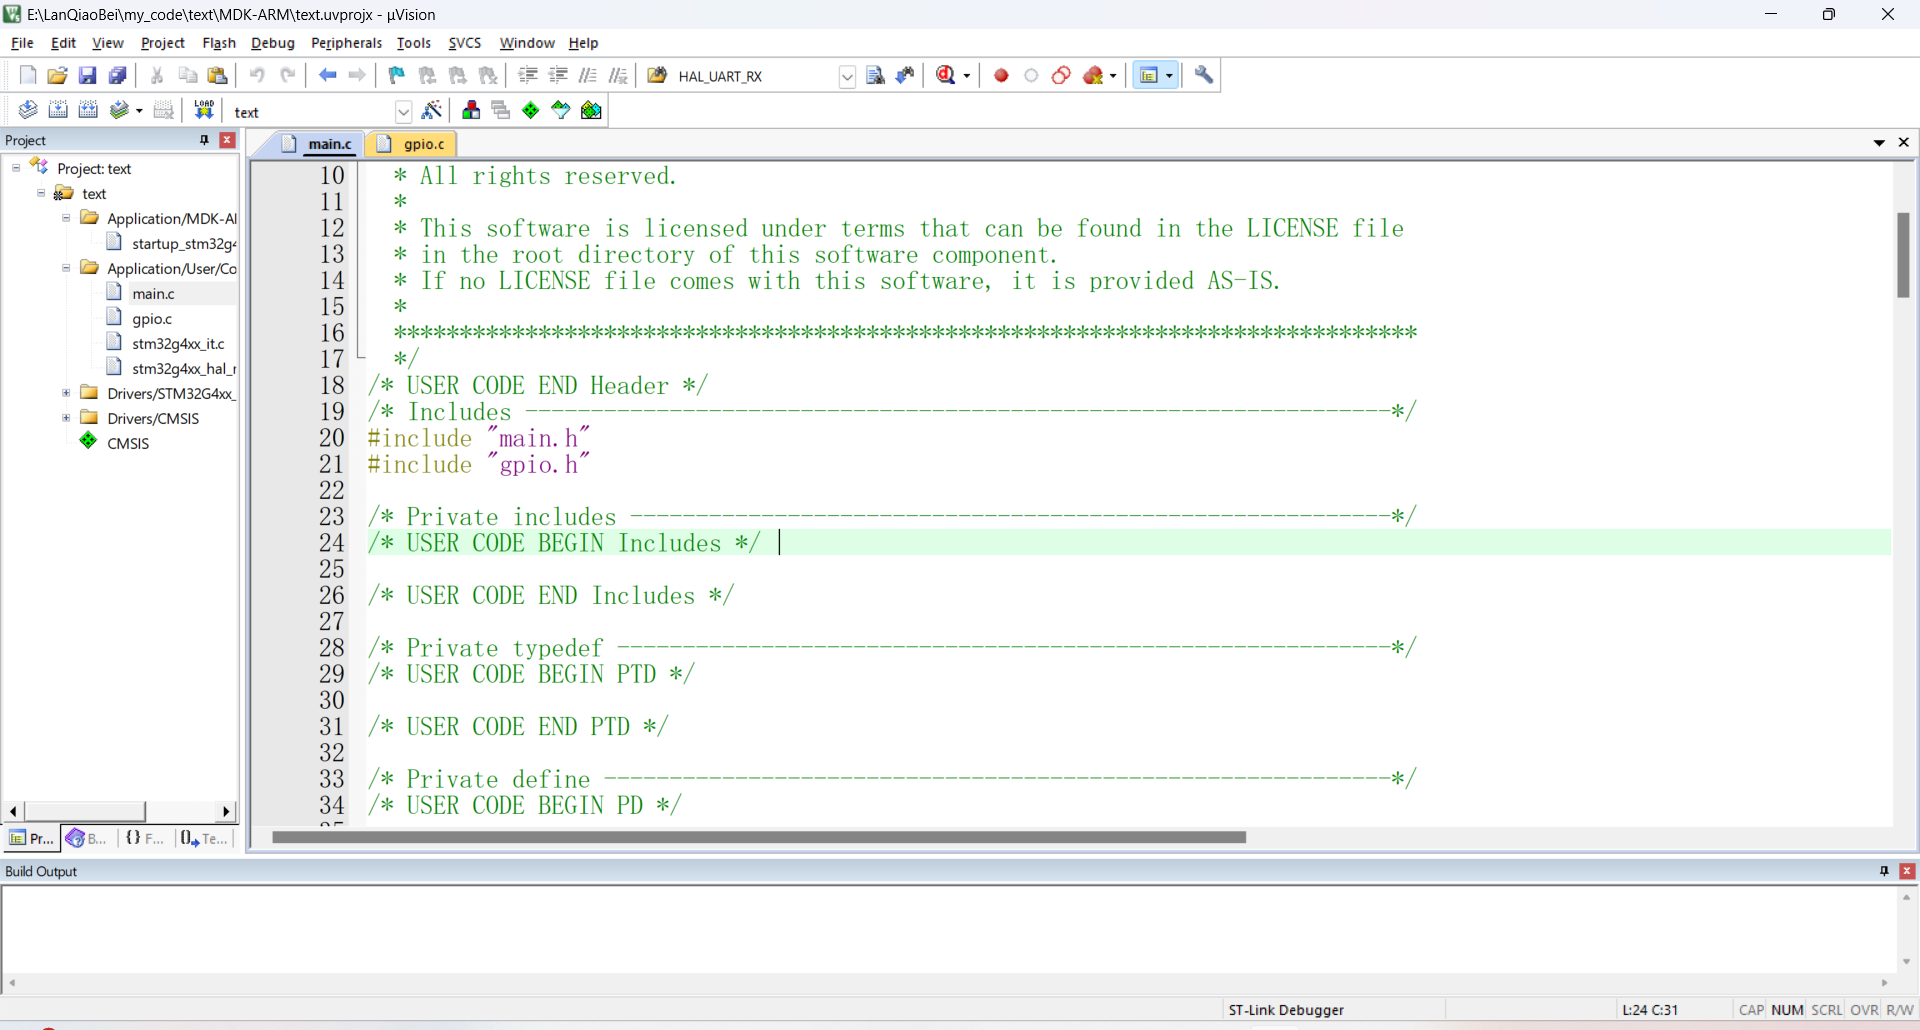 E:\LanQiaoBei\my_code\text\MDK-ARM\text.uvprojx - µVision
File Edit View Project Flash Debug Peripherals Tools SVCS Window Help
HAL_UART_RX
LOAD text
Project
main.c gpio.c
Project: text
text
Application/MDK-AI
startup_stm32g4
Application/User/Co
main.c
gpio.c
stm32g4xx_it.c
stm32g4xx_hal_r
Drivers/STM32G4xx_
Drivers/CMSIS
CMSIS
Pr... B... {} F... Te...
10 * All rights reserved.
11 *
12 * This software is licensed under terms that can be found in the LICENSE file
13 * in the root directory of this software component.
14 * If no LICENSE file comes with this software, it is provided AS-IS.
15 *
16 ******************************************************************************
17 */
18 /* USER CODE END Header */
19 /* Includes ------------------------------------------------------------------*/
20 #include "main.h"
21 #include "gpio.h"
22
23 /* Private includes ----------------------------------------------------------*/
24 /* USER CODE BEGIN Includes */
25
26 /* USER CODE END Includes */
27
28 /* Private typedef -----------------------------------------------------------*/
29 /* USER CODE BEGIN PTD */
30
31 /* USER CODE END PTD */
32
33 /* Private define ------------------------------------------------------------*/
34 /* USER CODE BEGIN PD */
Build Output
ST-Link Debugger L:24 C:31 CAP NUM SCRL OVR R/W